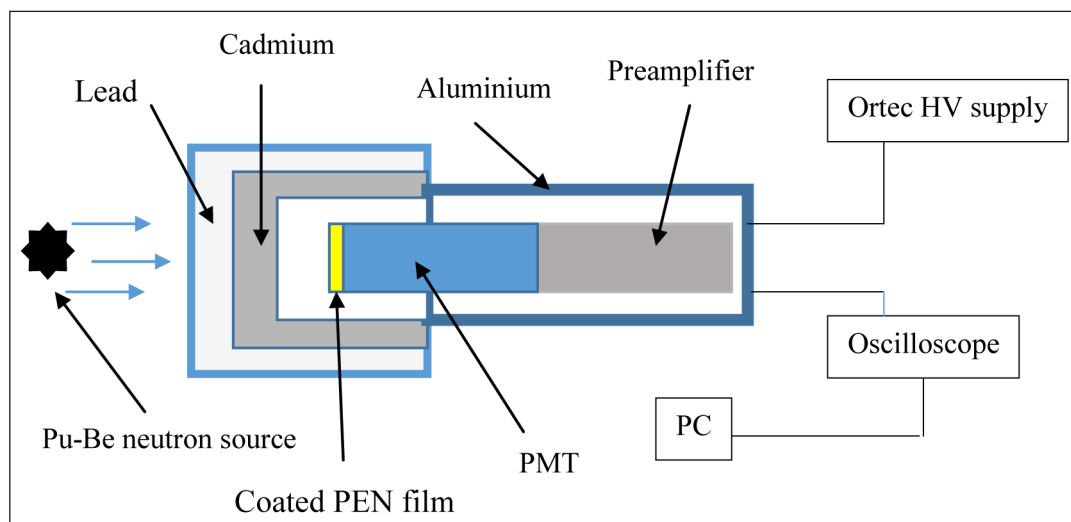 Cadmium
Preamplifier
Lead
Aluminium
Ortec HV supply
Oscilloscope
PC
Pu-Be neutron source
PMT
Coated PEN film